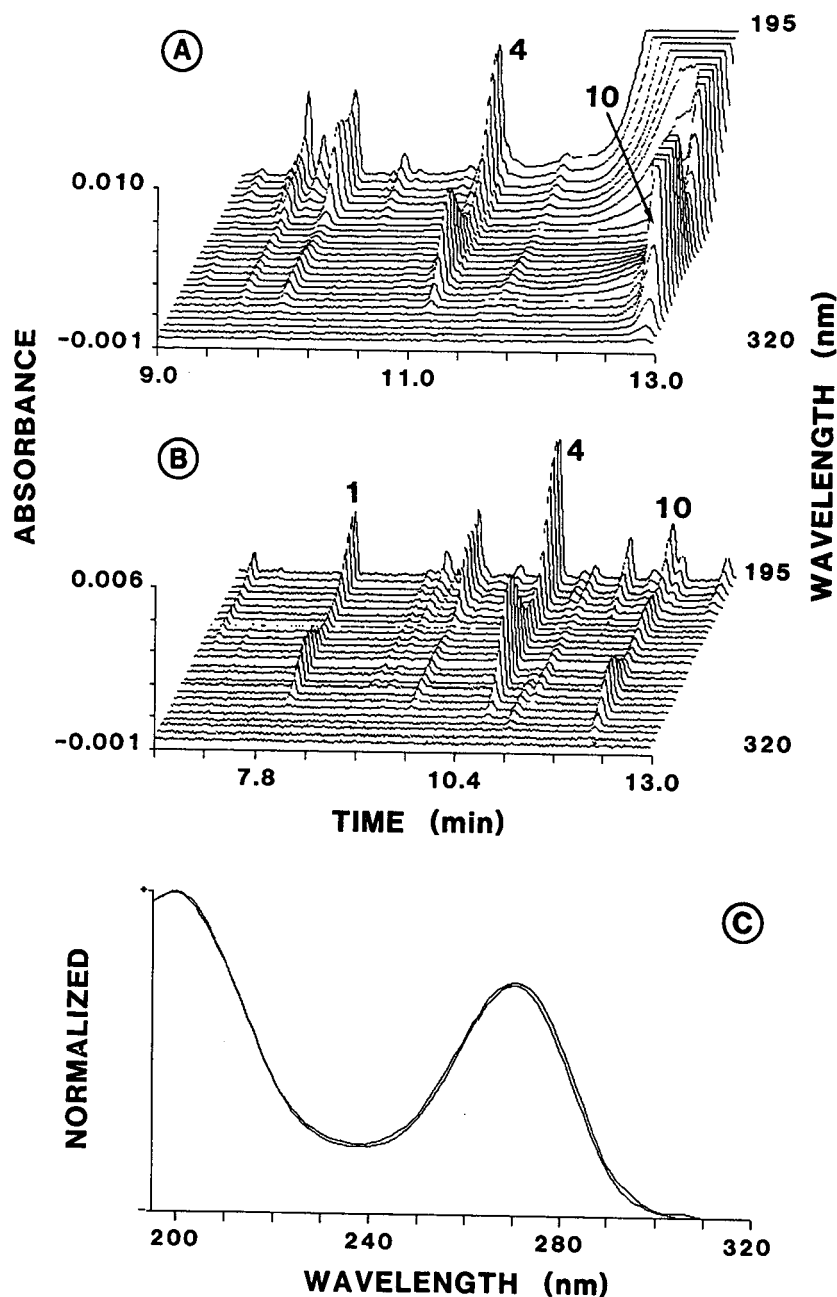 A
4
195
10
0.010
-0.001
320
9.0 11.0 13.0
ABSORBANCE
WAVELENGTH (nm)
B
4
1
10
0.006
195
-0.001
320
7.8 10.4 13.0
TIME (min)
C
+
NORMALIZED
-
200 240 280 320
WAVELENGTH (nm)